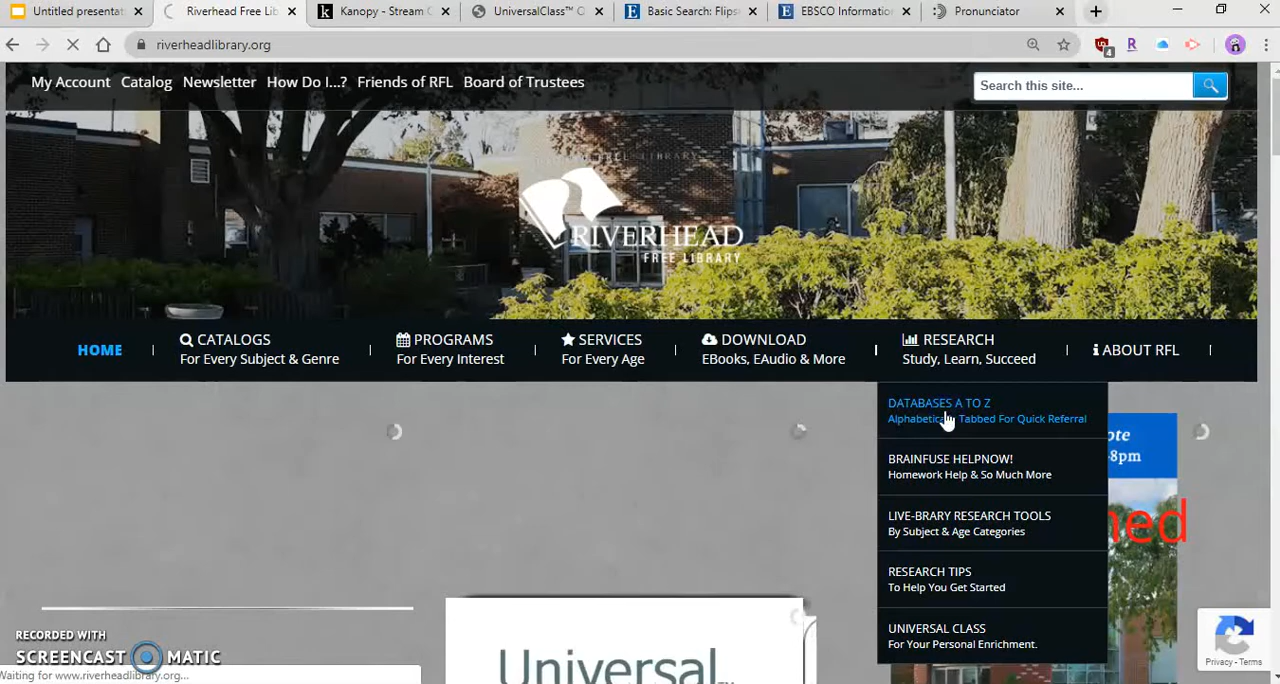 Untitled presentat
Riverhead Free Lib
Kanopy - Stream C
UniversalClass™ O
Basic Search: Flips
EBSCO Informatio
Pronunciator
riverheadlibrary.org
4
My Account Catalog Newsletter How Do I...? Friends of RFL Board of Trustees
Search this site...
RIVERHEAD
FREE LIBRARY
HOME
CATALOGS
For Every Subject & Genre
PROGRAMS
For Every Interest
SERVICES
For Every Age
DOWNLOAD
EBooks, EAudio & More
RESEARCH
Study, Learn, Succeed
ABOUT RFL
DATABASES A TO Z
Tabbed For Quick Referral
BRAINFUSE HELPNOW!
Homework Help & So Much More
LIVE-BRARY RESEARCH TOOLS
By Subject & Age Categories
RESEARCH TIPS
To Help You Get Started
UNIVERSAL CLASS
For Your Personal Enrichment.
ote
8pm
ned
Universal™
RECORDED WITH
SCREENCAST MATIC
Waiting for www.riverheadlibrary.org...
Privacy - Terms